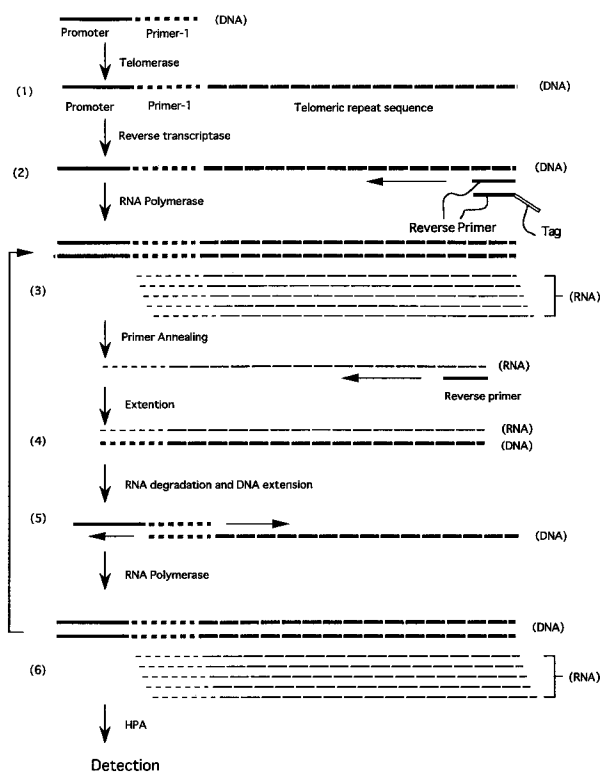 (DNA)
Promoter Primer-1
Telomerase
(1) (DNA)
Promoter Primer-1 Telomeric repeat sequence
Reverse transcriptase
(2) (DNA)
RNA Polymerase
Reverse Primer
Tag
(3) (RNA)
Primer Annealing
(RNA)
Reverse primer
Extention
(RNA)
(4) (DNA)
RNA degradation and DNA extension
(5) (DNA)
RNA Polymerase
(DNA)
(6) (RNA)
HPA
Detection